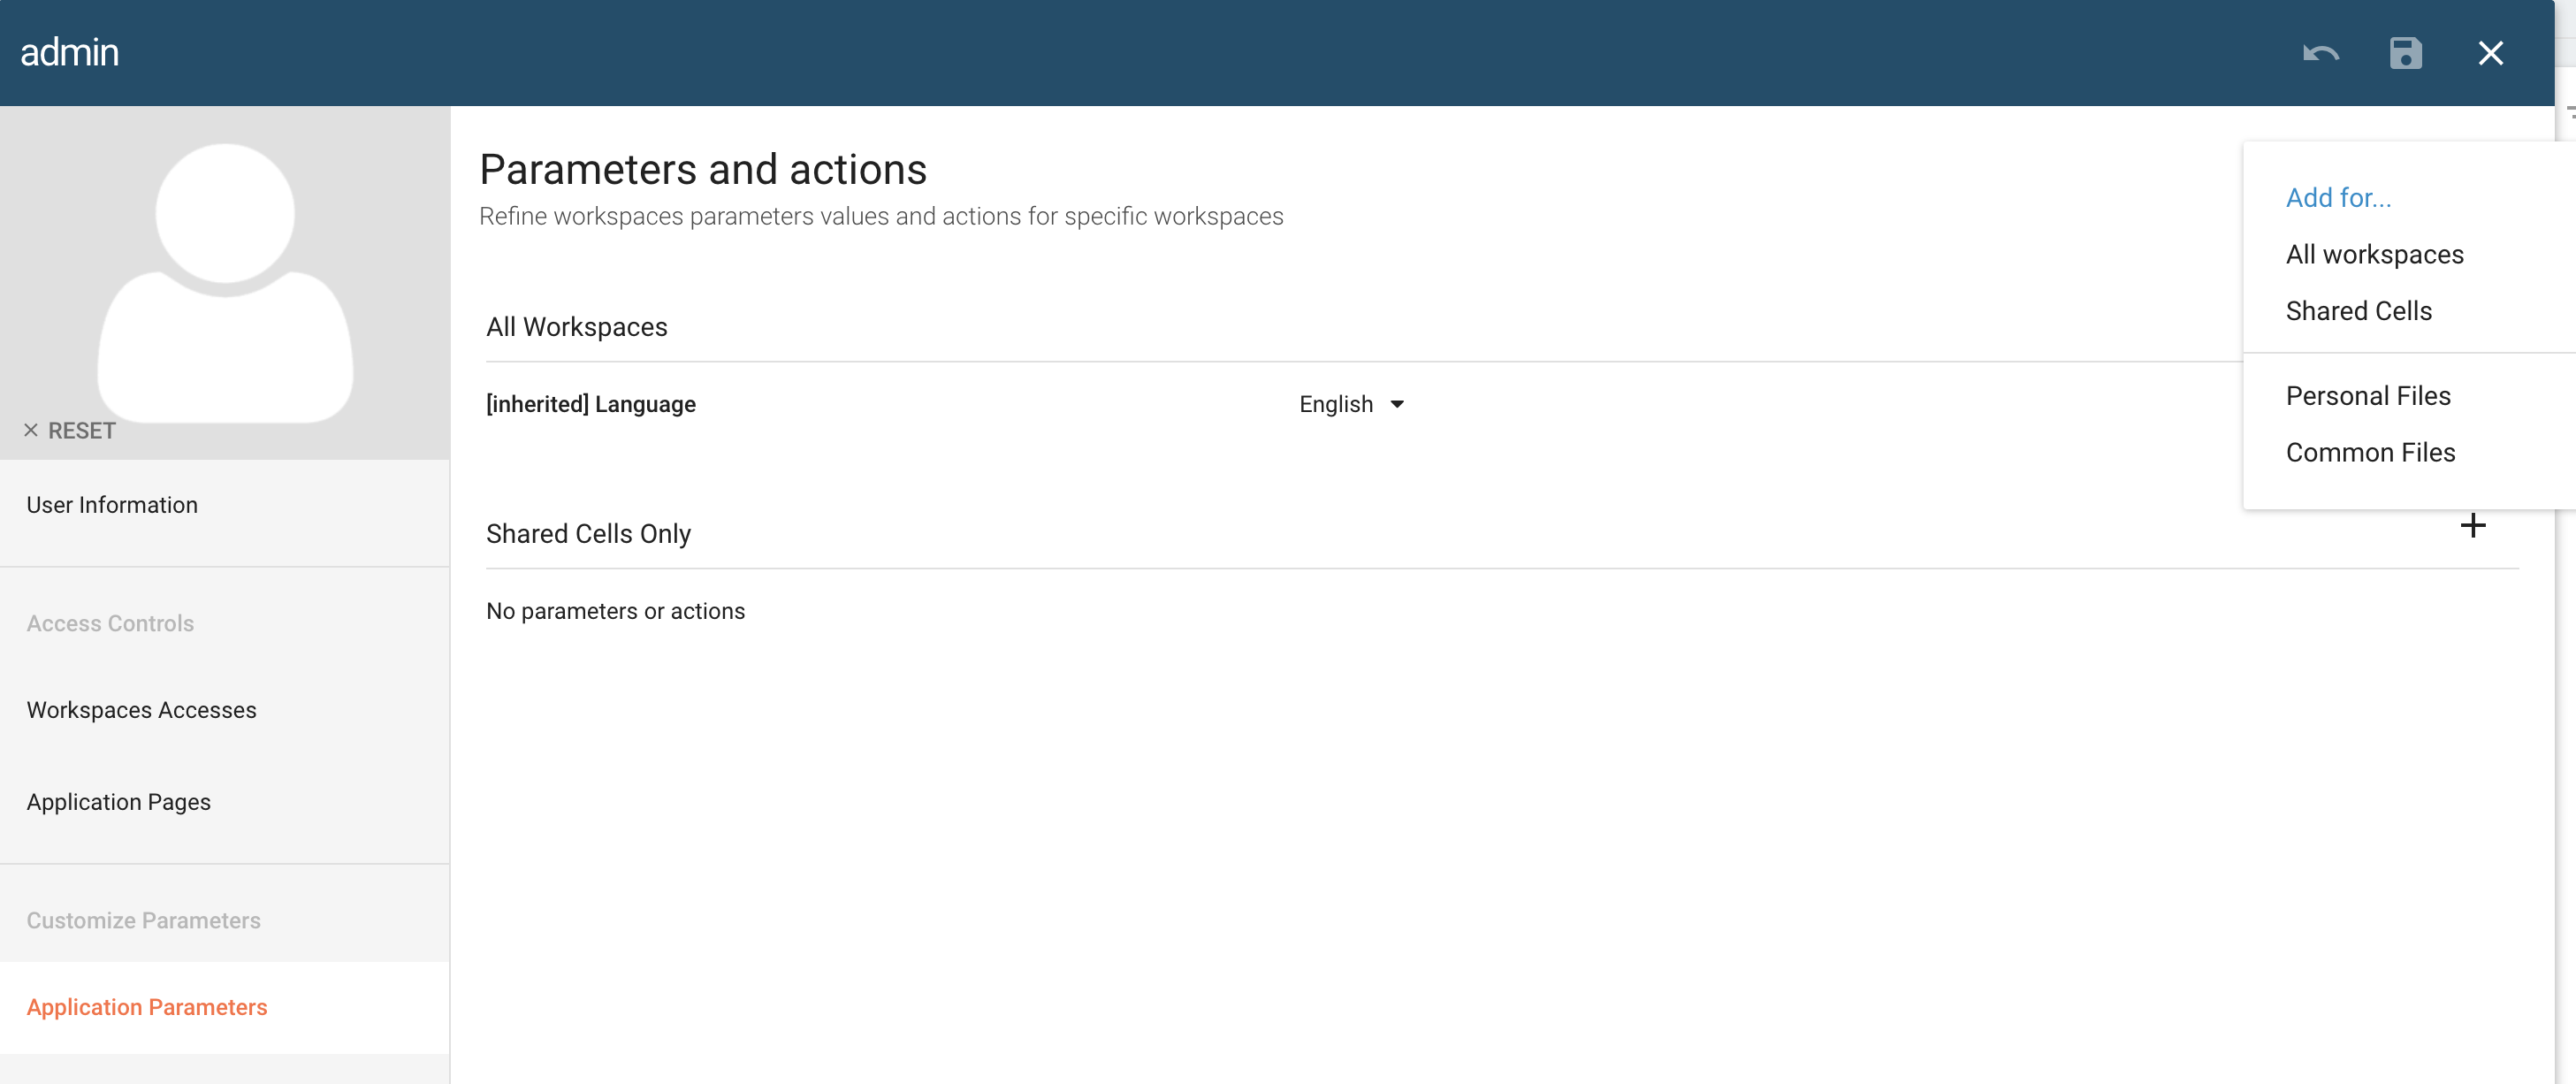 admin
RESET
User Information
Access Controls
Workspaces Accesses
Application Pages
Customize Parameters
Application Parameters
Parameters and actions
Refine workspaces parameters values and actions for specific workspaces
All Workspaces
[inherited] Language English
Shared Cells Only
No parameters or actions
Add for...
All workspaces
Shared Cells
Personal Files
Common Files